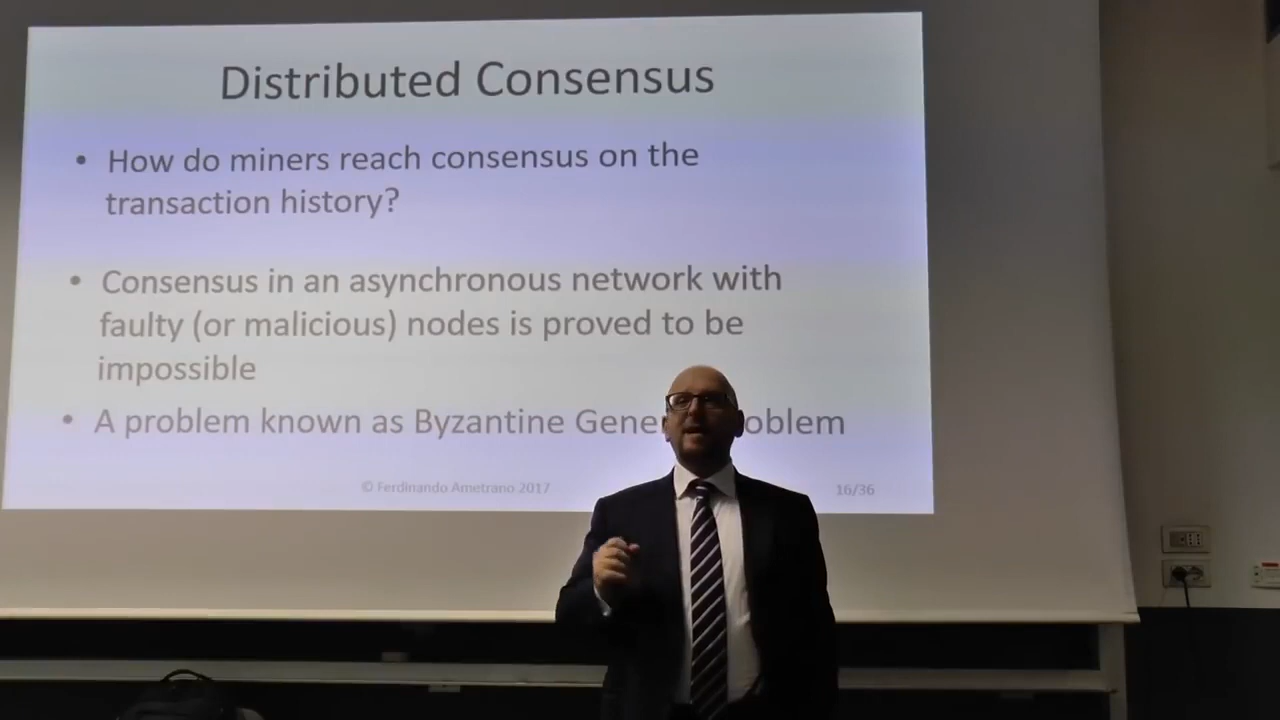 Distributed Consensus
• How do miners reach consensus on the
transaction history?
• Consensus in an asynchronous network with
faulty (or malicious) nodes is proved to be
impossible
• A problem known as Byzantine
© Ferdinando Ametrano 2017
16/36